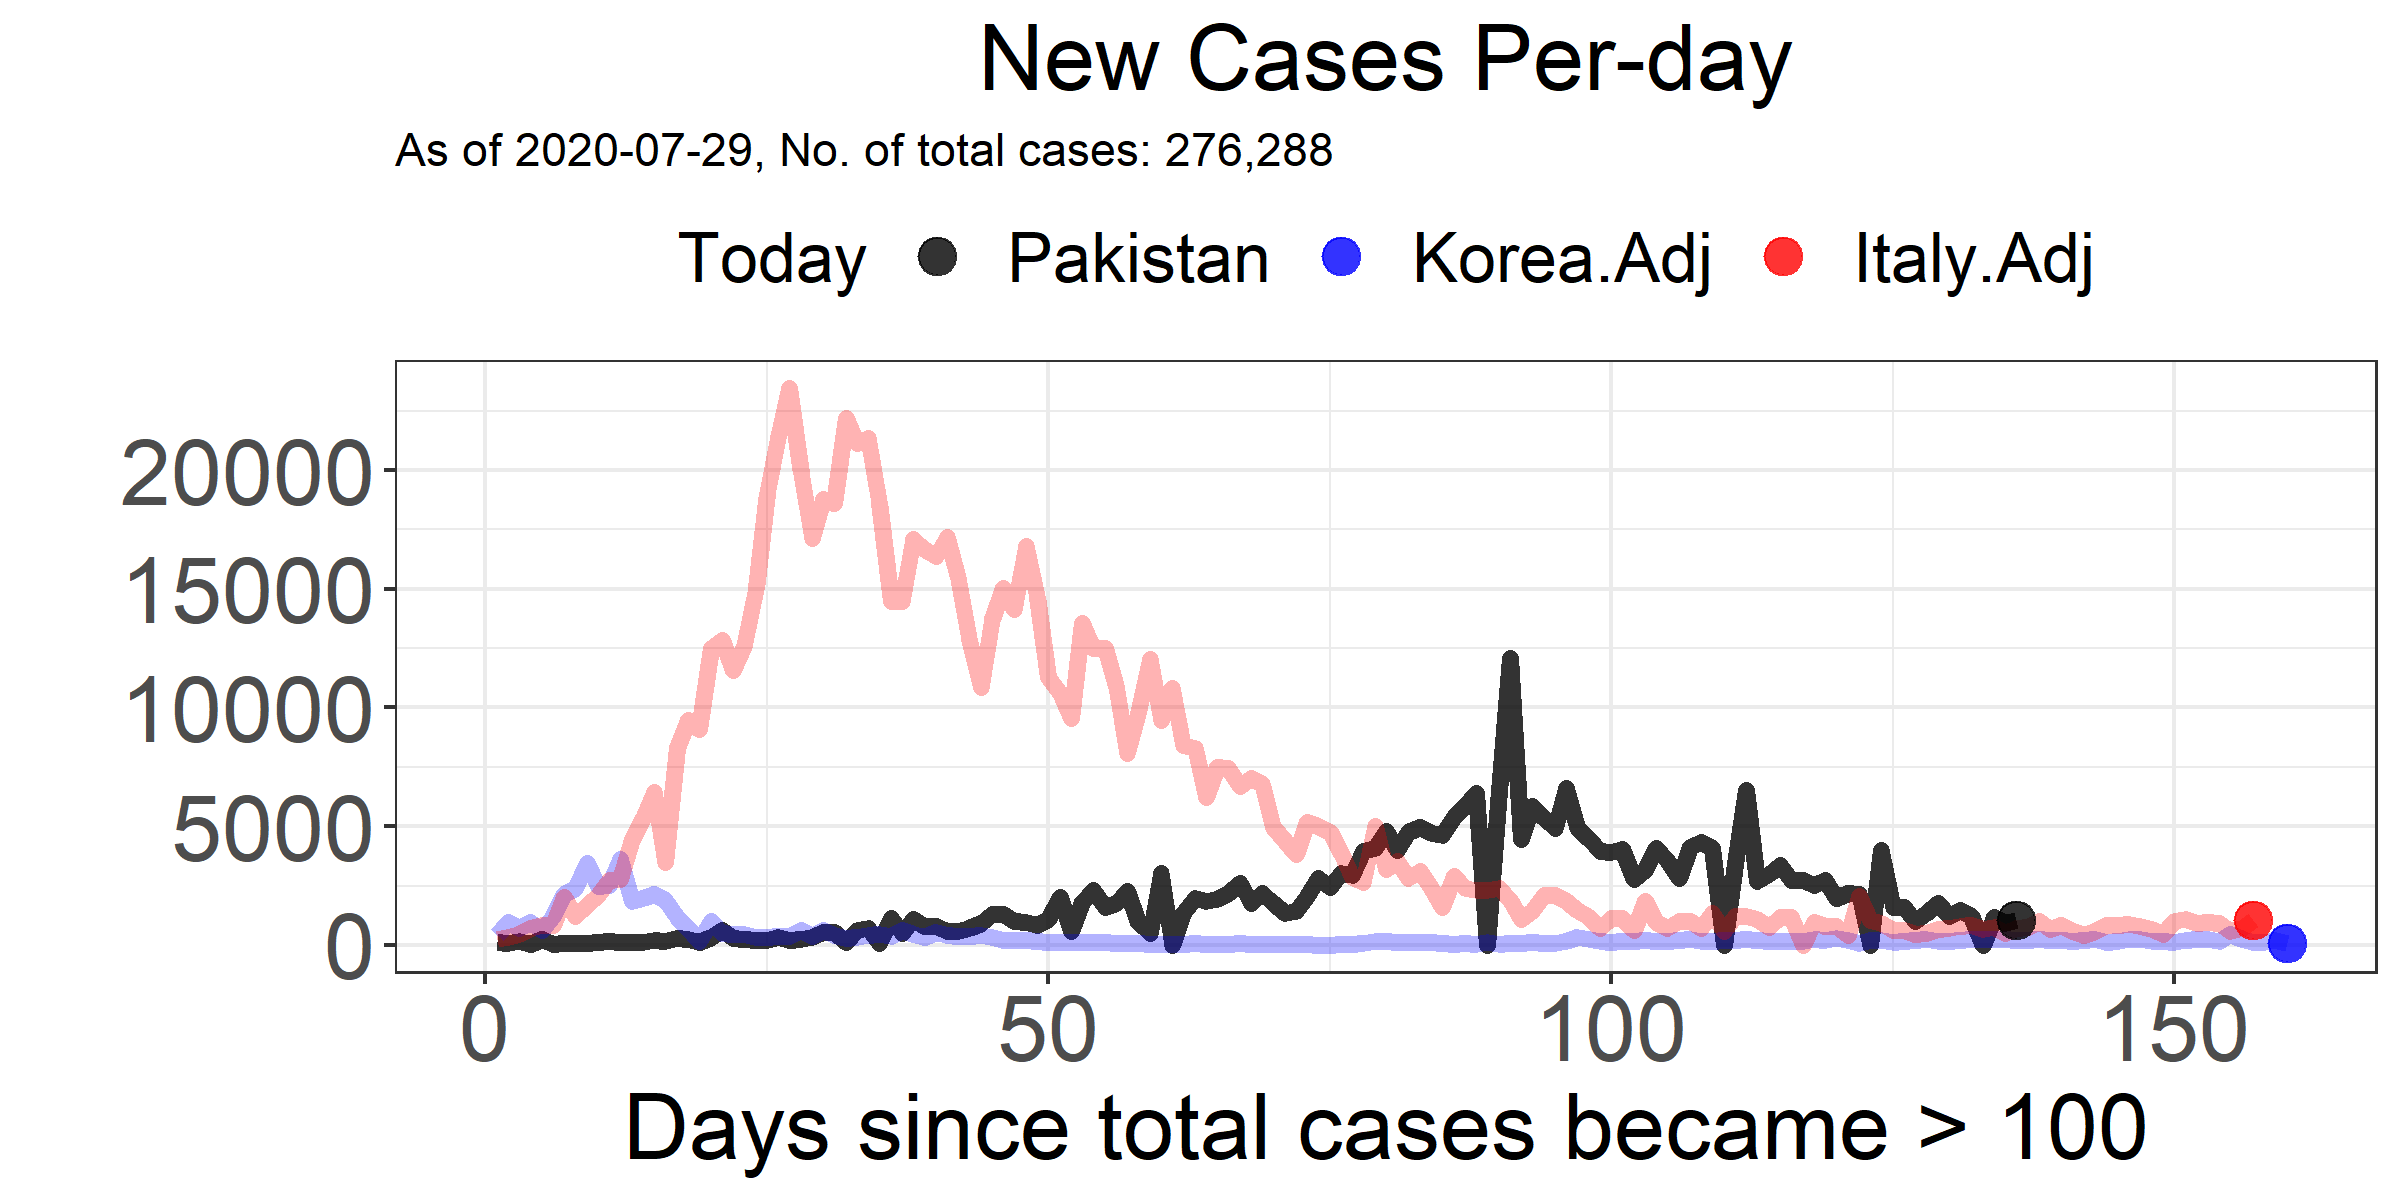 New Cases Per-day
As of 2020-07-29, No. of total cases: 276,288
Today Pakistan Korea.Adj Italy.Adj
20000
15000
10000
5000
0
0 50 100 150
Days since total cases became > 100